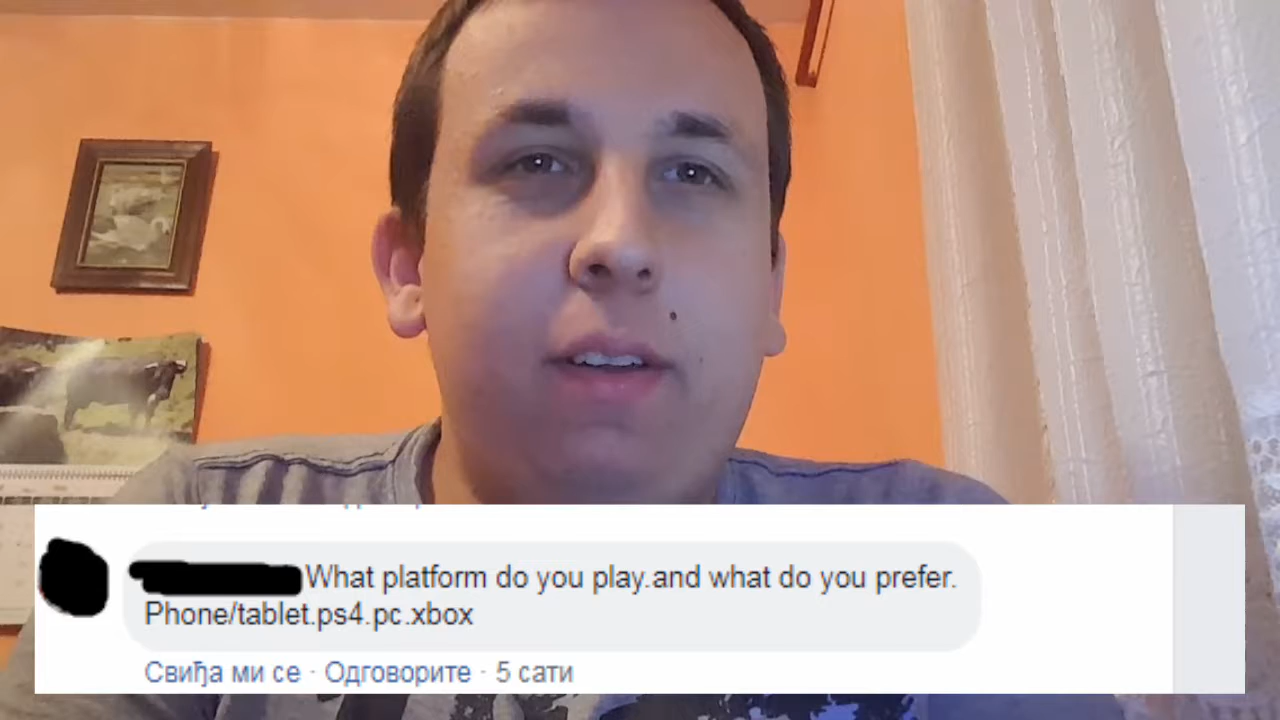 What platform do you play.and what do you prefer.
Phone/tablet.ps4.pc.xbox
Свиђа ми се · Одговорите · 5 сати